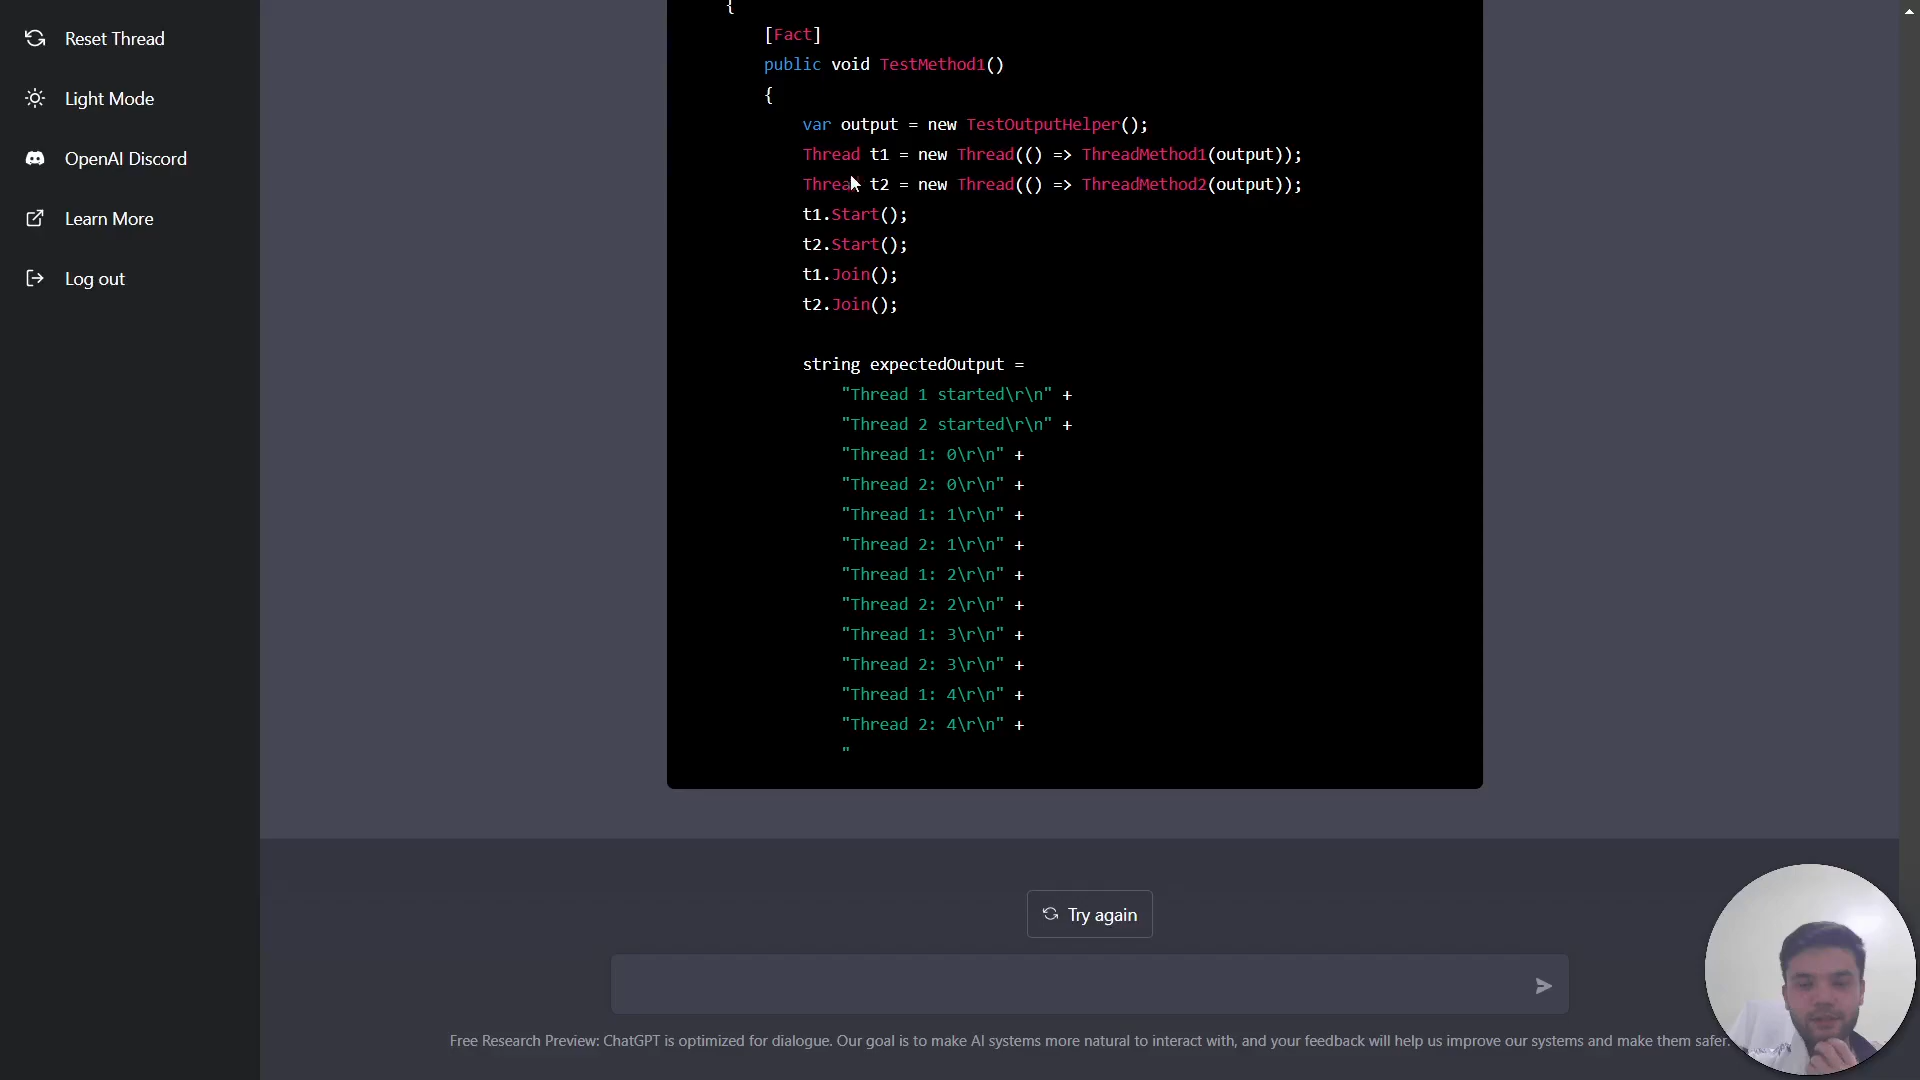 Reset Thread
Light Mode
OpenAI Discord
Learn More
Log out
{
[Fact]
public void TestMethod1()
{
var output = new TestOutputHelper();
Thread t1 = new Thread(() => ThreadMethod1(output));
Thread t2 = new Thread(() => ThreadMethod2(output));
t1.Start();
t2.Start();
t1.Join();
t2.Join();
string expectedOutput =
"Thread 1 started\r\n" +
"Thread 2 started\r\n" +
"Thread 1: 0\r\n" +
"Thread 2: 0\r\n" +
"Thread 1: 1\r\n" +
"Thread 2: 1\r\n" +
"Thread 1: 2\r\n" +
"Thread 2: 2\r\n" +
"Thread 1: 3\r\n" +
"Thread 2: 3\r\n" +
"Thread 1: 4\r\n" +
"Thread 2: 4\r\n" +
"
Try again
Free Research Preview: ChatGPT is optimized for dialogue. Our goal is to make AI systems more natural to interact with, and your feedback will help us improve our systems and make them safer.